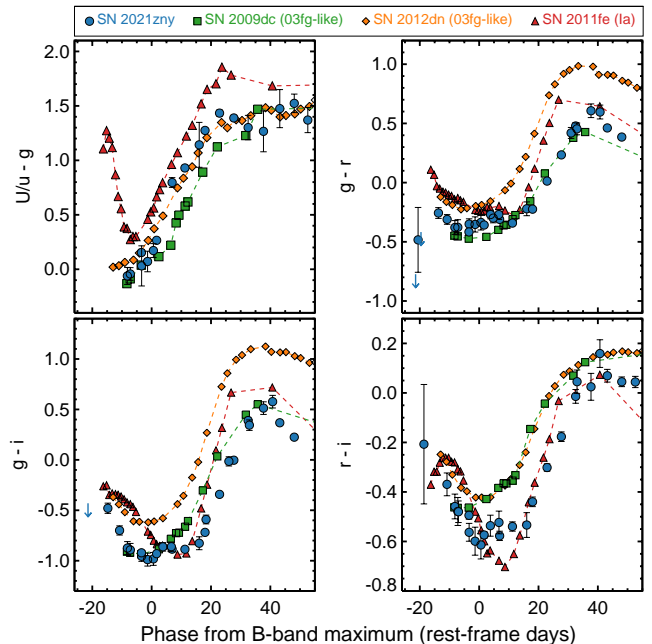 SN 2021zny SN 2009dc (03fg-like) SN 2012dn (03fg-like) SN 2011fe (Ia)
2.0
1.5
1.0
0.5
0.0
U/u - g
1.0
0.5
0.0
-0.5
-1.0
g - r
1.0
0.5
0.0
-0.5
-1.0
g - i
-20 0 20 40
0.2
0.0
-0.2
-0.4
-0.6
-0.8
r - i
-20 0 20 40
Phase from B-band maximum (rest-frame days)